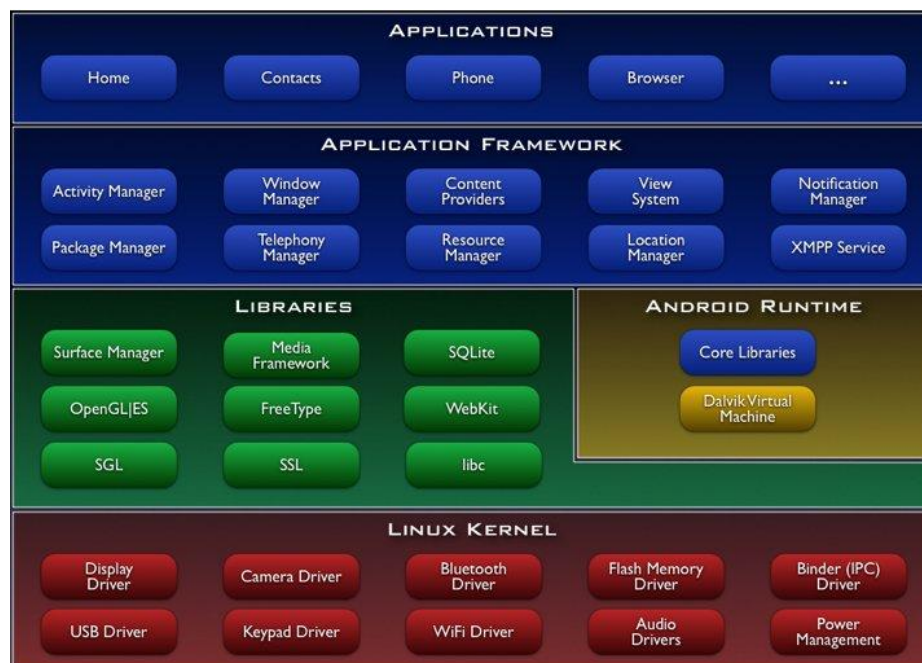 APPLICATIONS
Home
Contacts
Phone
Browser
...
APPLICATION FRAMEWORK
Activity Manager
Window
Manager
Content
Providers
View
System
Notification
Manager
Package Manager
Telephony
Manager
Resource
Manager
Location
Manager
XMPP Service
LIBRARIES
Surface Manager
Media
Framework
SQLite
OpenGL|ES
FreeType
WebKit
SGL
SSL
libc
ANDROID RUNTIME
Core Libraries
Dalvik Virtual
Machine
LINUX KERNEL
Display
Driver
Camera Driver
Bluetooth
Driver
Flash Memory
Driver
Binder (IPC)
Driver
USB Driver
Keypad Driver
WiFi Driver
Audio
Drivers
Power
Management